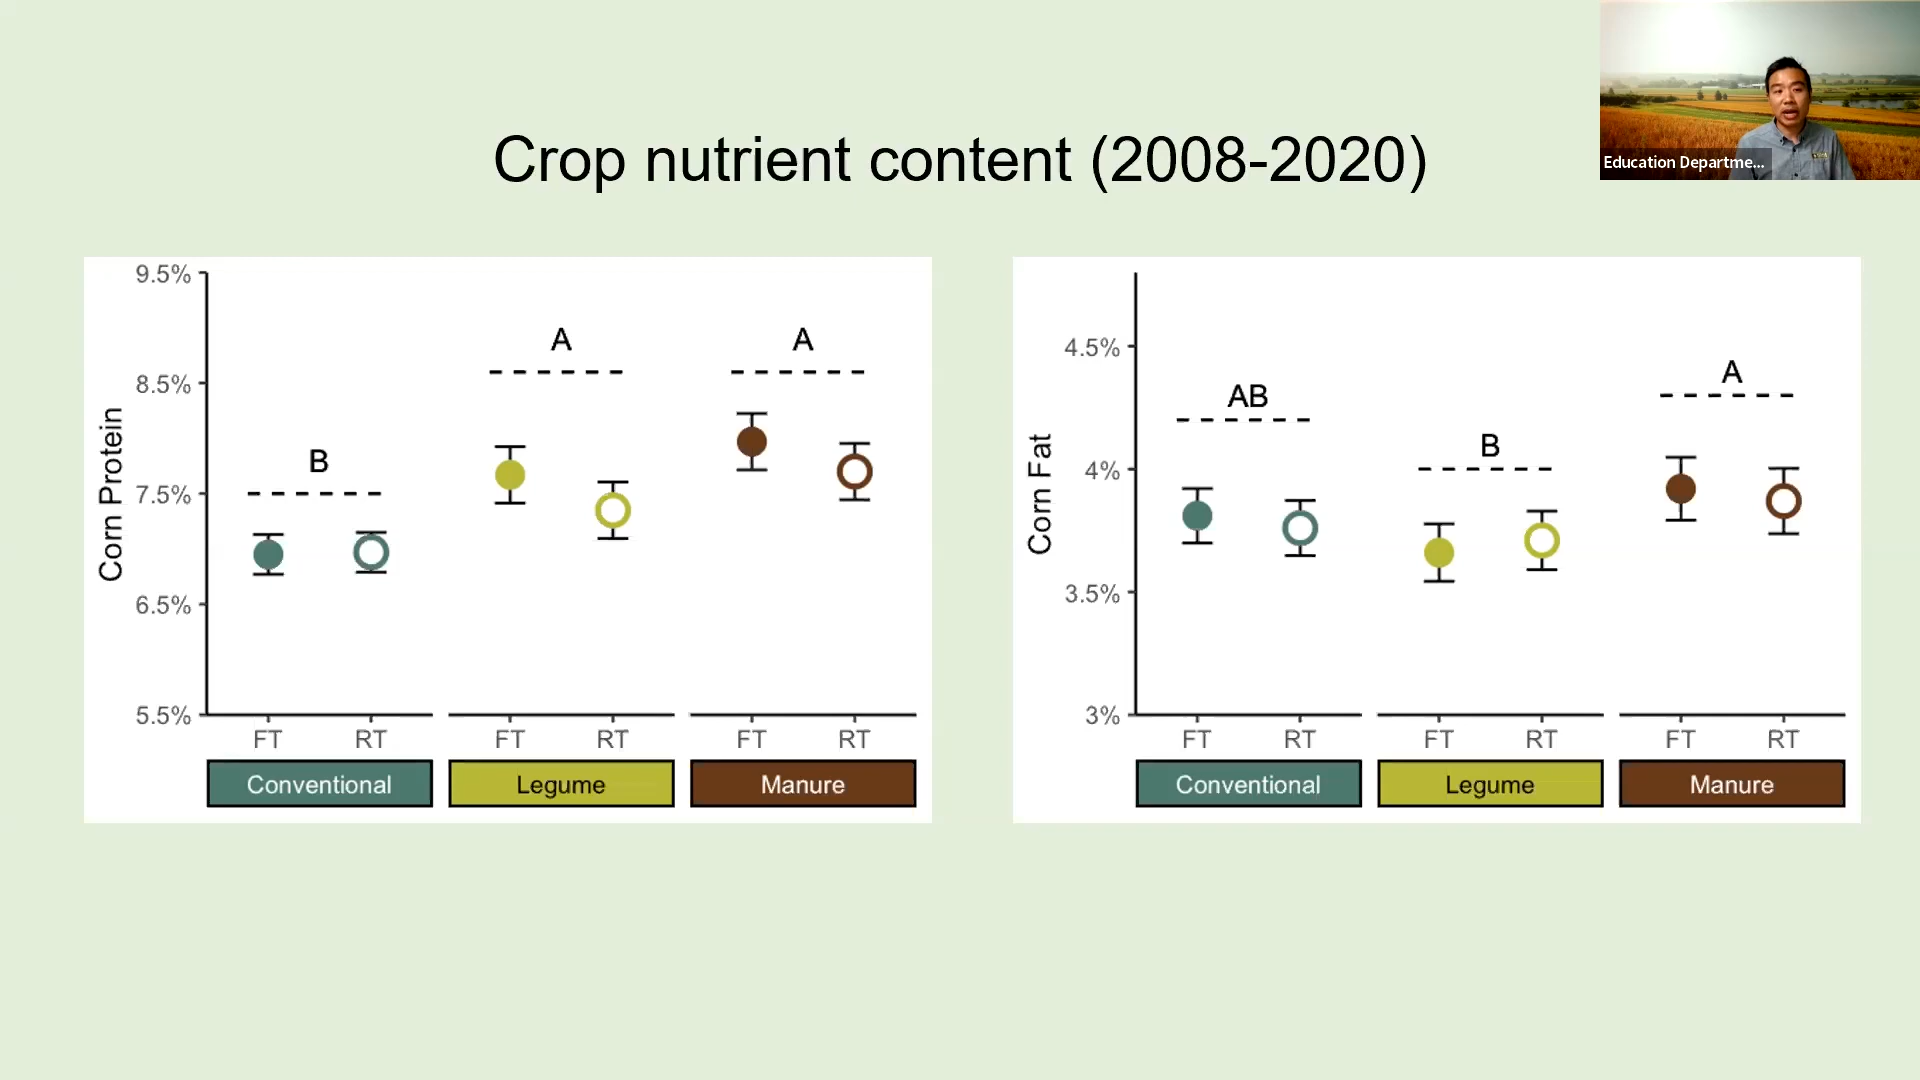 Crop nutrient content (2008-2020)
Education Departme...
Corn Protein
9.5%
8.5%
7.5%
6.5%
5.5%
B
A
A
FT
RT
FT
RT
FT
RT
Conventional
Legume
Manure
Corn Fat
4.5%
4%
3.5%
3%
AB
B
A
FT
RT
FT
RT
FT
RT
Conventional
Legume
Manure